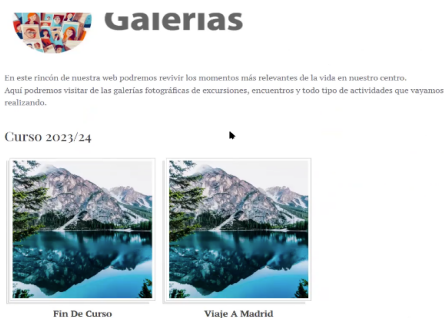 Galerías
En este rincón de nuestra web podremos revivir los momentos más relevantes de la vida en nuestro centro.
Aquí podremos visitar de las galerías fotográficas de excursiones, encuentros y todo tipo de actividades que vayamos
realizando.
Curso 2023/24
Fin De Curso
Viaje A Madrid